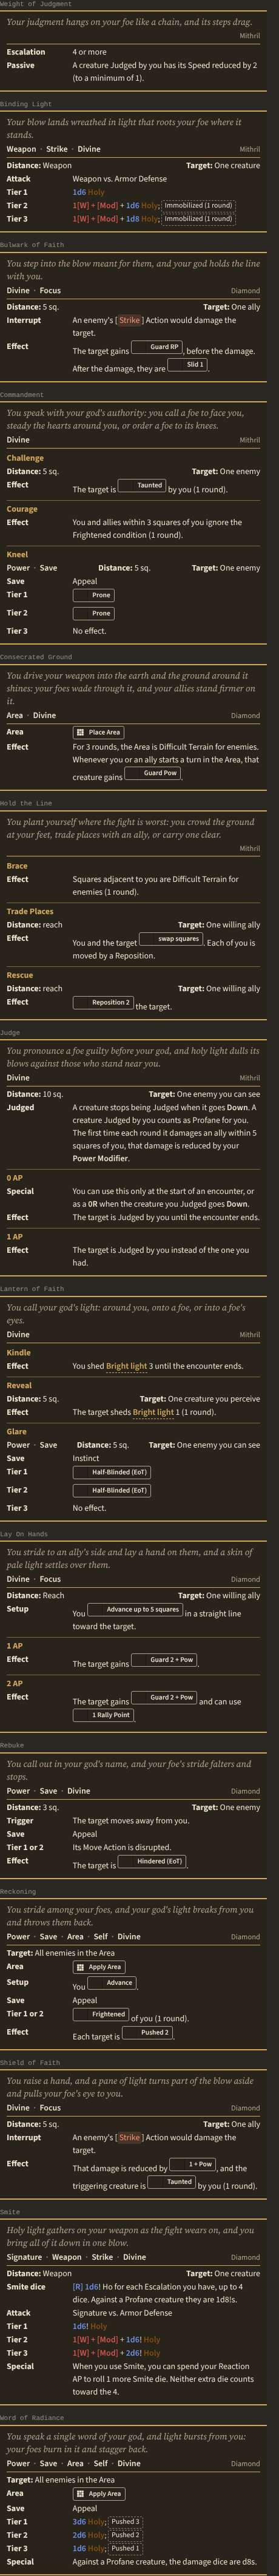 Weight of Judgment
Your judgment hangs on your foe like a chain, and its steps drag.
Mithril
Escalation 4 or more
Passive A creature Judged by you has its Speed reduced by 2
(to a minimum of 1).
Binding Light
Your blow lands wreathed in light that roots your foe where it
stands.
Weapon · Strike · Divine Mithril
Distance: Weapon Target: One creature
Attack Weapon vs. Armor Defense
Tier 1 1d6 Holy
Tier 2 1[W] + [Mod] + 1d6 Holy; Immobilized (1 round)
Tier 3 1[W] + [Mod] + 1d8 Holy; Immobilized (1 round)
Bulwark of Faith
You step into the blow meant for them, and your god holds the line
with you.
Divine · Focus Diamond
Distance: 5 sq. Target: One ally
Interrupt An enemy's [Strike] Action would damage the
target.
Effect The target gains Guard RP, before the damage.
After the damage, they are Slid 1.
Commandment
You speak with your god's authority: you call a foe to face you,
steady the hearts around you, or order a foe to its knees.
Divine Mithril
Challenge
Distance: 5 sq. Target: One enemy
Effect The target is Taunted by you (1 round).
Courage
Effect You and allies within 3 squares of you ignore the
Frightened condition (1 round).
Kneel
Power · Save Distance: 5 sq. Target: One enemy
Save Appeal
Tier 1 Prone
Tier 2 Prone
Tier 3 No effect.
Consecrated Ground
You drive your weapon into the earth and the ground around it
shines: your foes wade through it, and your allies stand firmer on
it.
Area · Divine Diamond
Area Place Area
Effect For 3 rounds, the Area is Difficult Terrain for enemies.
Whenever you or an ally starts a turn in the Area, that
creature gains Guard Pow.
Hold the Line
You plant yourself where the fight is worst: you crowd the ground
at your feet, trade places with an ally, or carry one clear.
Mithril
Brace
Effect Squares adjacent to you are Difficult Terrain for
enemies (1 round).
Trade Places
Distance: reach Target: One willing ally
Effect You and the target swap squares. Each of you is
moved by a Reposition.
Rescue
Distance: reach Target: One willing ally
Effect Reposition 2 the target.
Judge
You pronounce a foe guilty before your god, and holy light dulls its
blows against those who stand near you.
Divine Mithril
Distance: 10 sq. Target: One creature you can see
Judged A creature stops being Judged when it goes Down. A
creature Judged by you counts as Profane for you.
The first time each round it damages an ally within 5
squares of you, that damage is reduced by your
Power Modifier.
0 AP
Special You can use this only at the start of an encounter, or
as a 0R when the creature you Judged goes Down.
Effect The target is Judged by you until the encounter ends.
1 AP
Effect The target is Judged by you instead of the one you
had.
Lantern of Faith
You call your god's light: around you, onto a foe, or into a foe's
eyes.
Divine Mithril
Kindle
Effect You shed Bright light 3 until the encounter ends.
Reveal
Distance: 5 sq. Target: One creature you perceive
Effect The target sheds Bright light 1 (1 round).
Glare
Power · Save Distance: 5 sq. Target: One enemy you can see
Save Instinct
Tier 1 Half-Blinded (EoT)
Tier 2 Half-Blinded (EoT)
Tier 3 No effect.
Lay On Hands
You stride to an ally's side and lay a hand on them, and a skin of
pale light settles over them.
Divine · Focus Diamond
Distance: Reach Target: One willing ally
Setup You Advance up to 5 squares in a straight line
toward the target.
1 AP
Effect The target gains Guard 2 + Pow.
2 AP
Effect The target gains Guard 2 + Pow and can use
1 Rally Point.
Rebuke
You call out in your god's name, and your foe's stride falters and
stops.
Power · Save · Divine Diamond
Distance: 3 sq. Target: One enemy
Trigger The target moves away from you.
Save Appeal
Tier 1 or 2 Its Move Action is disrupted.
Effect The target is Hindered (EoT).
Reckoning
You stride among your foes, and your god's light breaks from you
and throws them back.
Power · Save · Area · Self · Divine Diamond
Target: All enemies in the Area
Area Apply Area
Setup You Advance.
Save Appeal
Tier 1 or 2 Frightened of you (1 round).
Effect Each target is Pushed 2.
Shield of Faith
You raise a hand, and a pane of light turns part of the blow aside
and pulls your foe's eye to you.
Divine · Focus Diamond
Distance: 5 sq. Target: One ally
Interrupt An enemy's [Strike] Action would damage the
target.
Effect That damage is reduced by 1 + Pow, and the
triggering creature is Taunted by you (1 round).
Smite
Holy light gathers on your weapon as the fight wears on, and you
bring all of it down in one blow.
Signature · Weapon · Strike · Divine Diamond
Distance: Weapon Target: One creature
Smite dice [R] 1d6! Ho for each Escalation you have, up to 4
dice. Against a Profane creature they are 1d8!s.
Attack Signature vs. Armor Defense
Tier 1 1d6! Holy
Tier 2 1[W] + [Mod] + 1d6! Holy
Tier 3 1[W] + [Mod] + 2d6! Holy
Special When you use Smite, you can spend your Reaction
AP to roll 1 more Smite die. Neither extra die counts
toward the 4.
Word of Radiance
You speak a single word of your god, and light bursts from you:
your foes burn in it and stagger back.
Power · Save · Area · Self · Divine Diamond
Target: All enemies in the Area
Area Apply Area
Save Appeal
Tier 1 3d6 Holy; Pushed 3
Tier 2 2d6 Holy; Pushed 2
Tier 3 1d6 Holy; Pushed 1
Special Against a Profane creature, the damage dice are d8s.